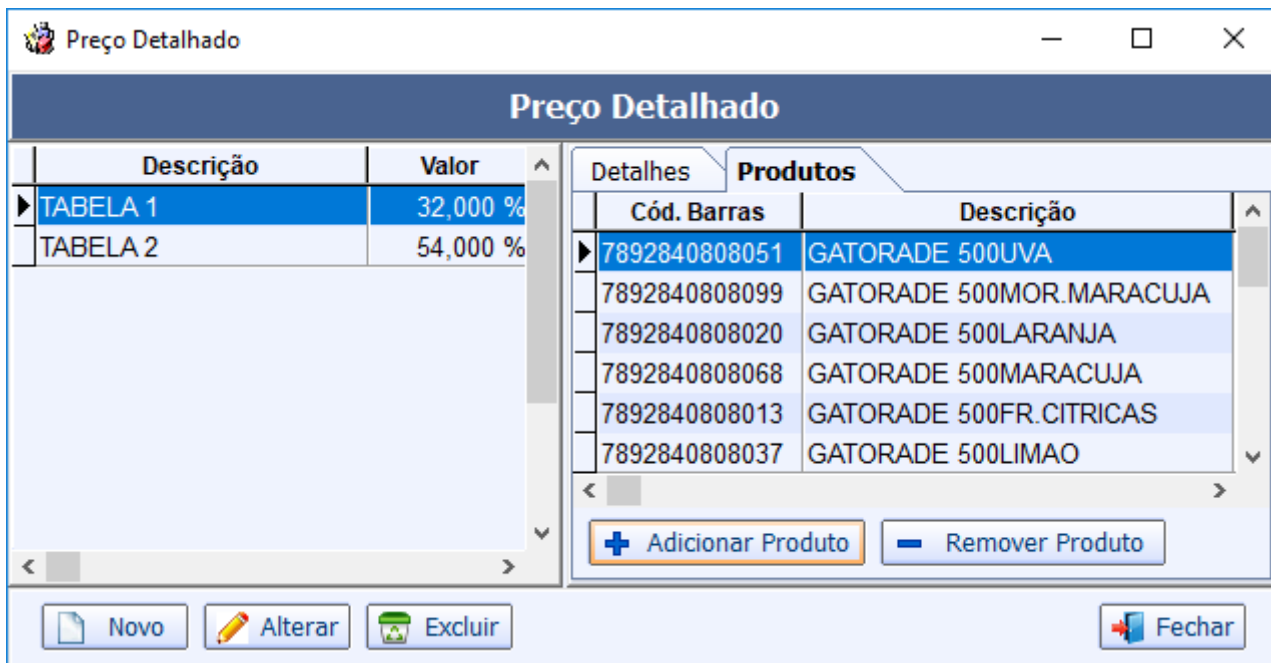 Preço Detalhado
Preço Detalhado
Descrição Valor
TABELA 1 32,000 %
TABELA 2 54,000 %
Detalhes Produtos
Cód. Barras Descrição
7892840808051 GATORADE 500UVA
7892840808099 GATORADE 500MOR.MARACUJA
7892840808020 GATORADE 500LARANJA
7892840808068 GATORADE 500MARACUJA
7892840808013 GATORADE 500FR.CITRICAS
7892840808037 GATORADE 500LIMAO
Adicionar Produto Remover Produto
Novo Alterar Excluir Fechar